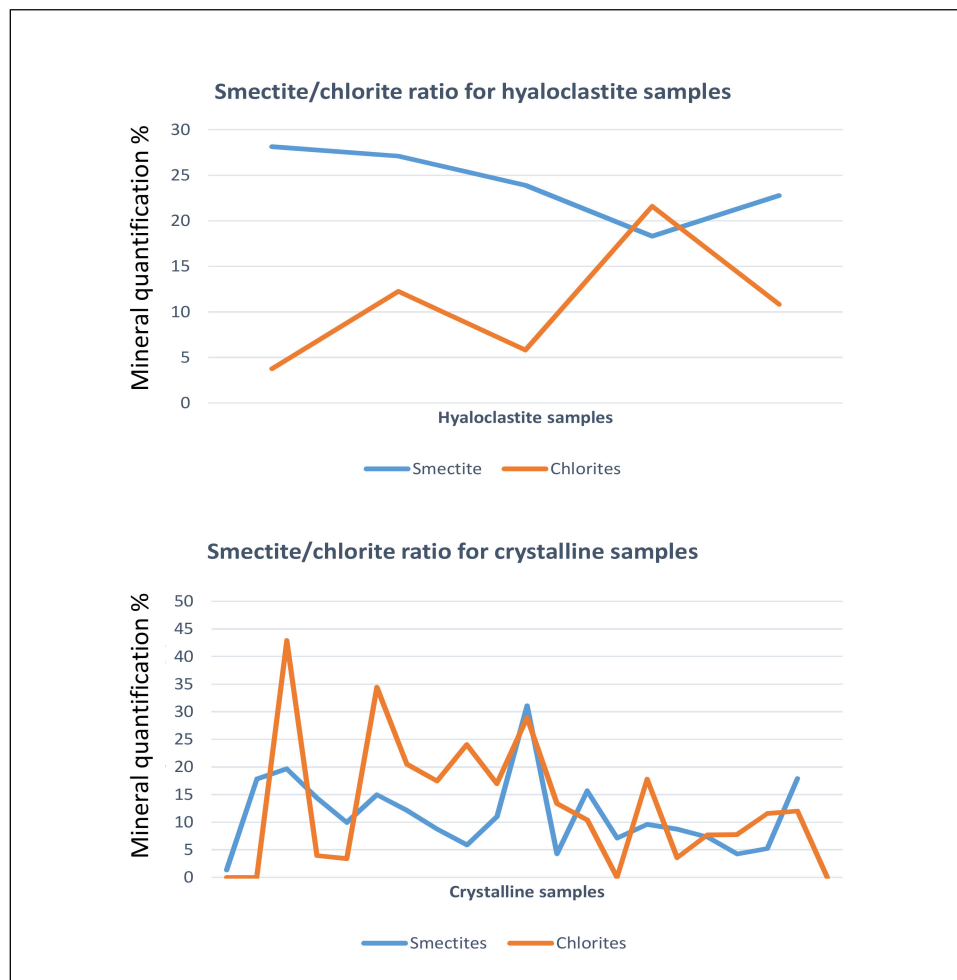 Smectite/chlorite ratio for hyaloclastite samples
Mineral quantification %
30
25
20
15
10
5
0
Hyaloclastite samples
Smectite Chlorites
Smectite/chlorite ratio for crystalline samples
Mineral quantification %
50
45
40
35
30
25
20
15
10
5
0
Crystalline samples
Smectites Chlorites